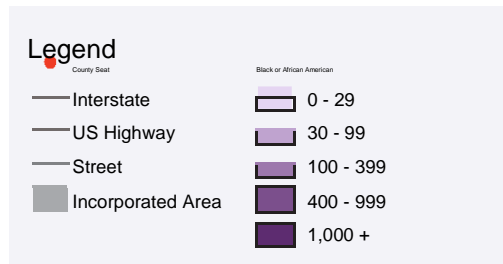 Legend
County Seat
Interstate
US Highway
Street
Incorporated Area
Black or African American
0 - 29
30 - 99
100 - 399
400 - 999
1,000 +